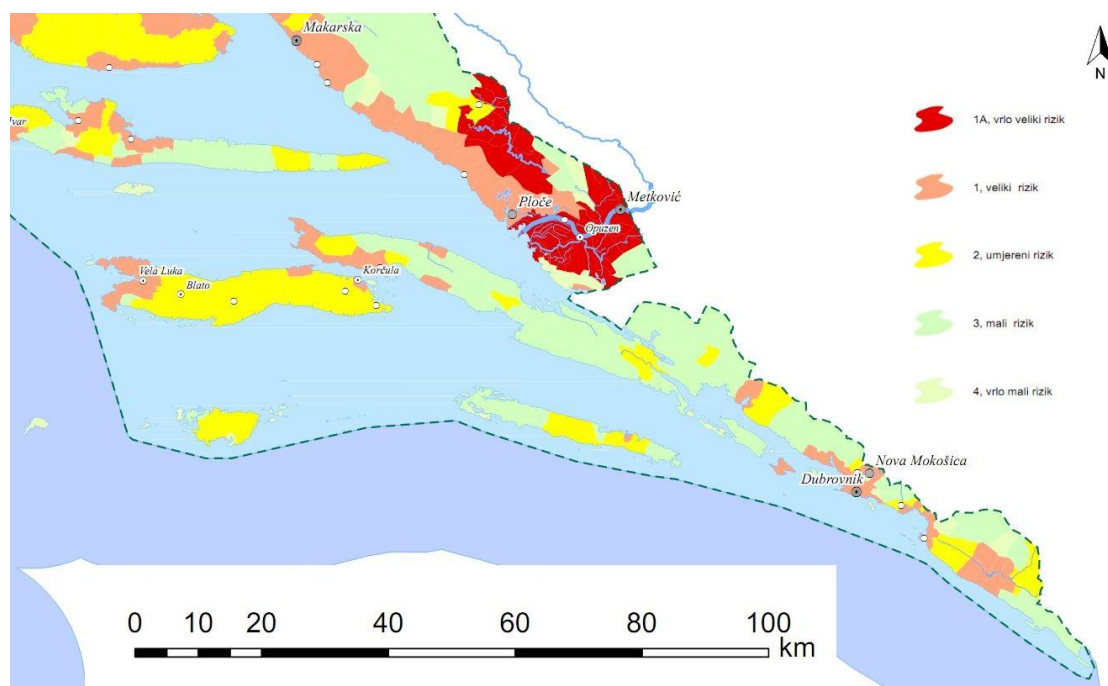 Makarska
N
Hvar
1A, vrlo veliki rizik
1, veliki rizik
Metković
Ploče
Opuzen
2, umjereni rizik
Vela Luka
Korčula
Blato
3, mali rizik
4, vrlo mali rizik
Nova Mokošica
Dubrovnik
0 10 20 40 60 80 100
km